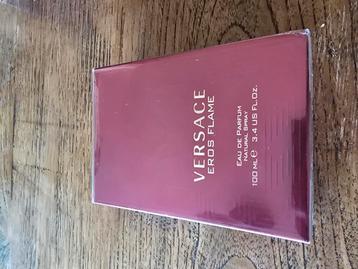 VERSACE
EROS FLAME
EAU DE PARFUM
NATURAL SPRAY
100 ML ℮ 3.4 US FL.OZ.